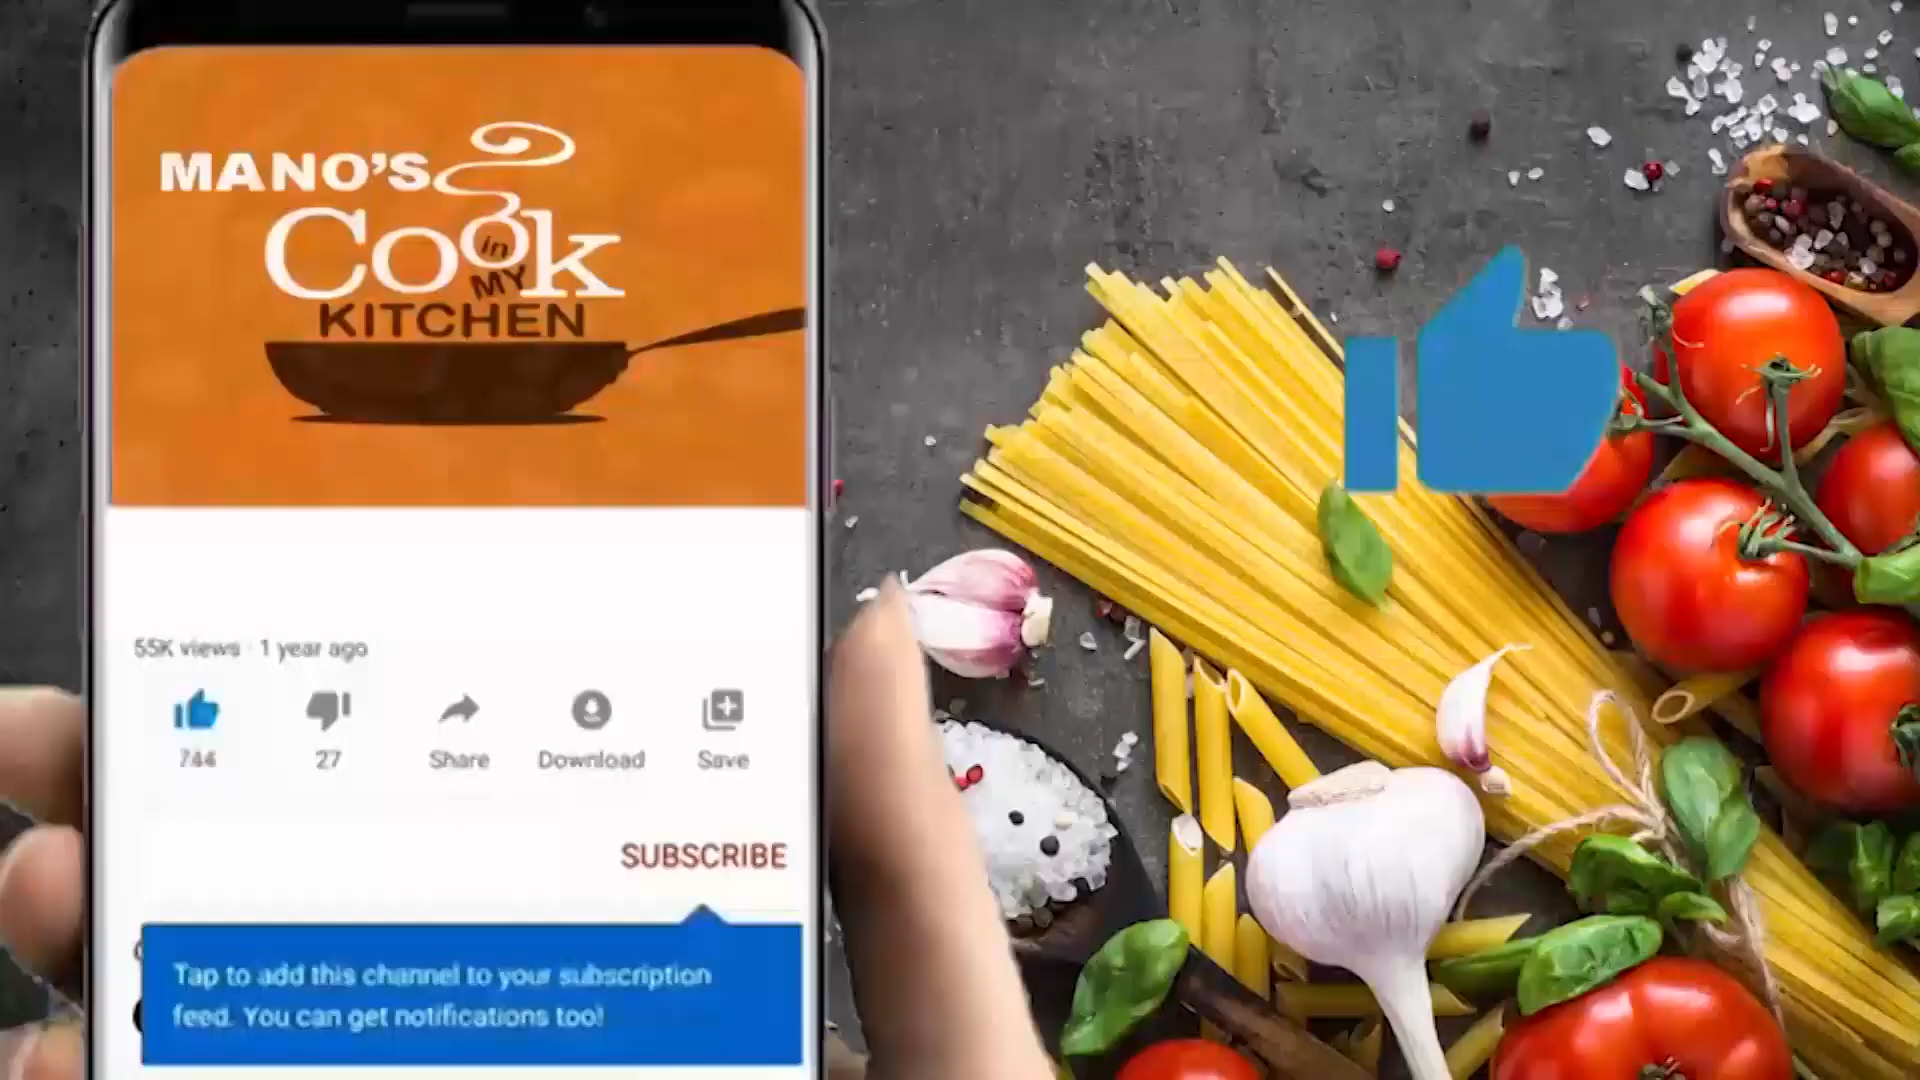 MANO'S
Cook
in
MY
KITCHEN
55K views · 1 year ago
744
27
Share
Download
Save
SUBSCRIBE
Tap to add this channel to your subscription
feed. You can get notifications too!